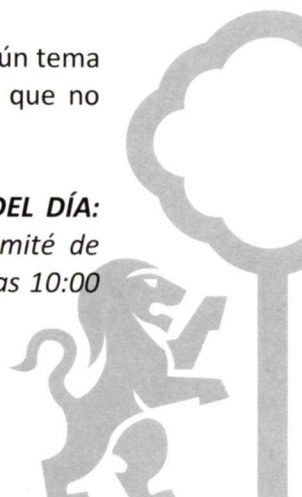 ún tema
que no
DEL DÍA:
mité de
as 10:00